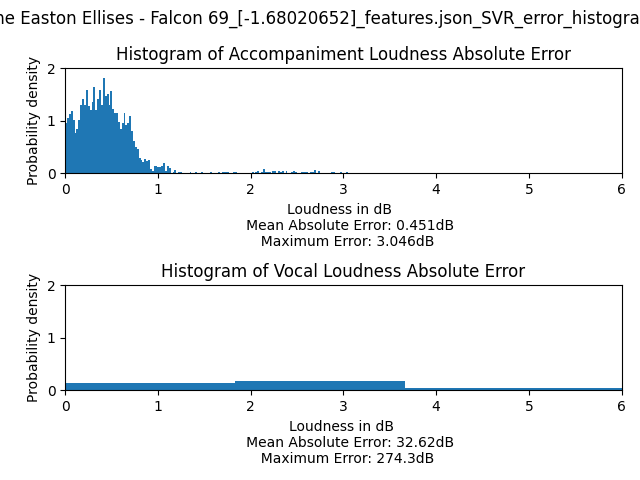 Easton Ellises - Falcon 69_[-1.68020652]_features.json_SVR_error_
Histogram of Accompaniment Loudness Absolute Error
Probability density
2
1
0
0 1 2 3 4 5 6
Loudness in dB
Mean Absolute Error: 0.451dB
Maximum Error: 3.046dB
Histogram of Vocal Loudness Absolute Error
Probability density
2
1
0
0 1 2 3 4 5 6
Loudness in dB
Mean Absolute Error: 32.62dB
Maximum Error: 274.3dB